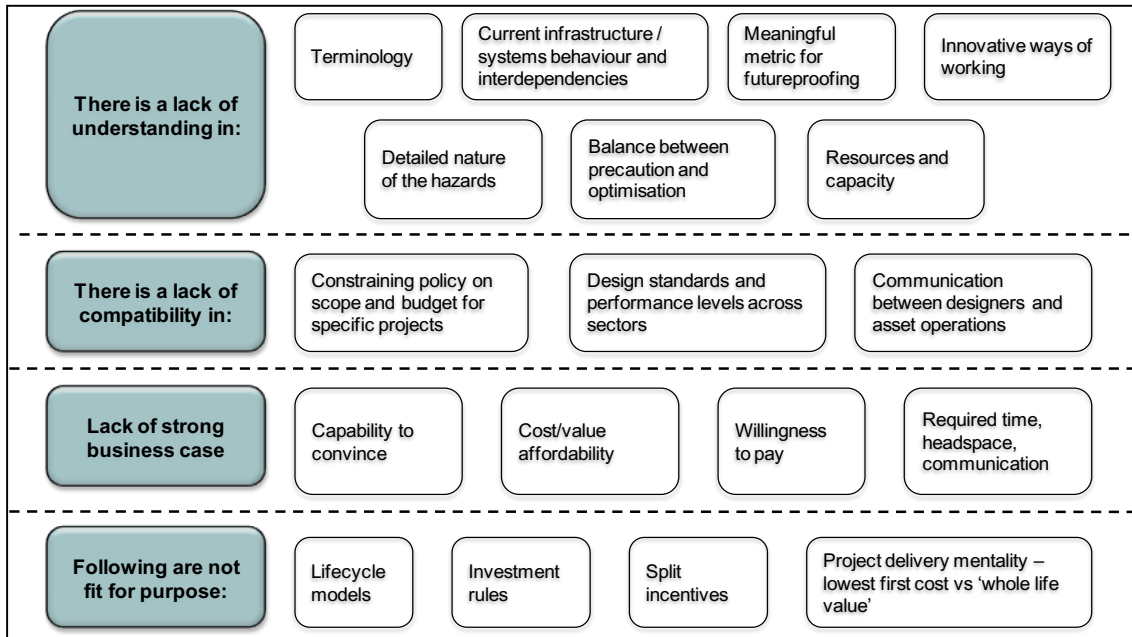 There is a lack of
understanding in:
Terminology
Current infrastructure /
systems behaviour and
interdependencies
Meaningful
metric for
futureproofing
Innovative ways of
working
Detailed nature
of the hazards
Balance between
precaution and
optimisation
Resources and
capacity
There is a lack of
compatibility in:
Constraining policy on
scope and budget for
specific projects
Design standards and
performance levels across
sectors
Communication
between designers and
asset operations
Lack of strong
business case
Capability to
convince
Cost/value
affordability
Willingness
to pay
Required time,
headspace,
communication
Following are not
fit for purpose:
Lifecycle
models
Investment
rules
Split
incentives
Project delivery mentality –
lowest first cost vs ‘whole life
value’